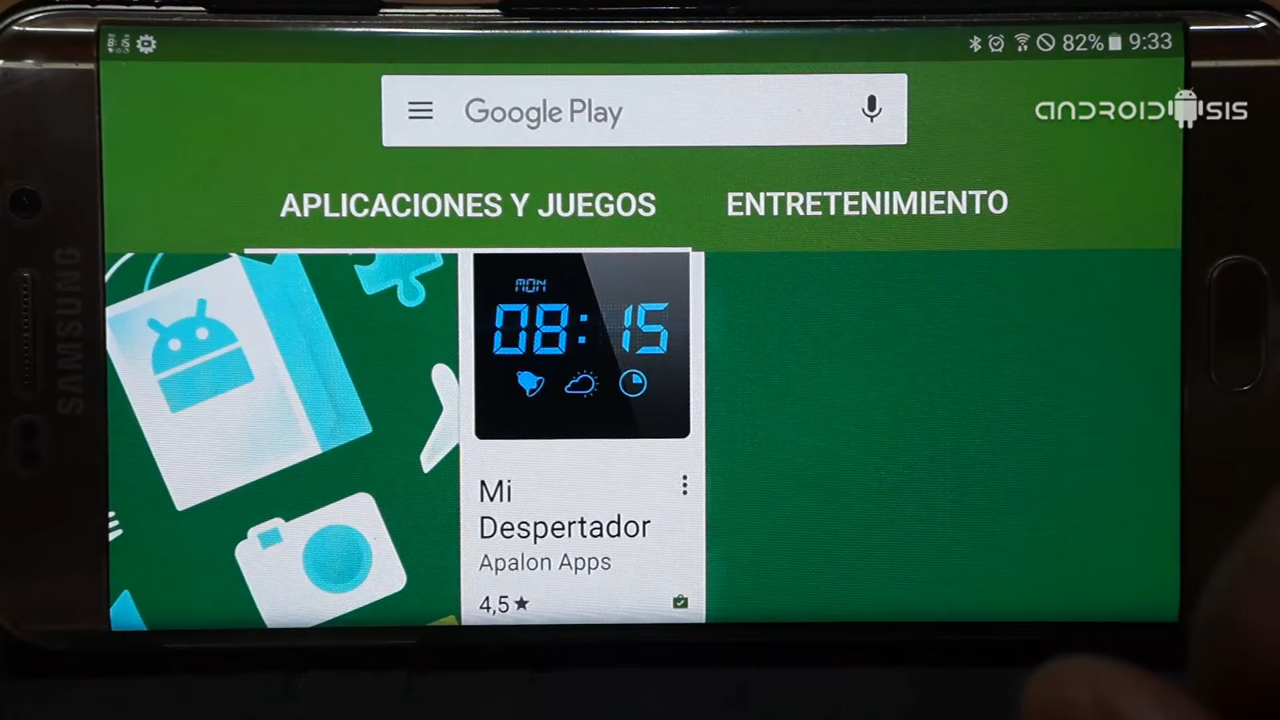 82% 9:33
Google Play
ANDROIDSIS
APLICACIONES Y JUEGOS
ENTRETENIMIENTO
SAMSUNG
MON
08:15
Mi
Despertador
Apalon Apps
4,5★